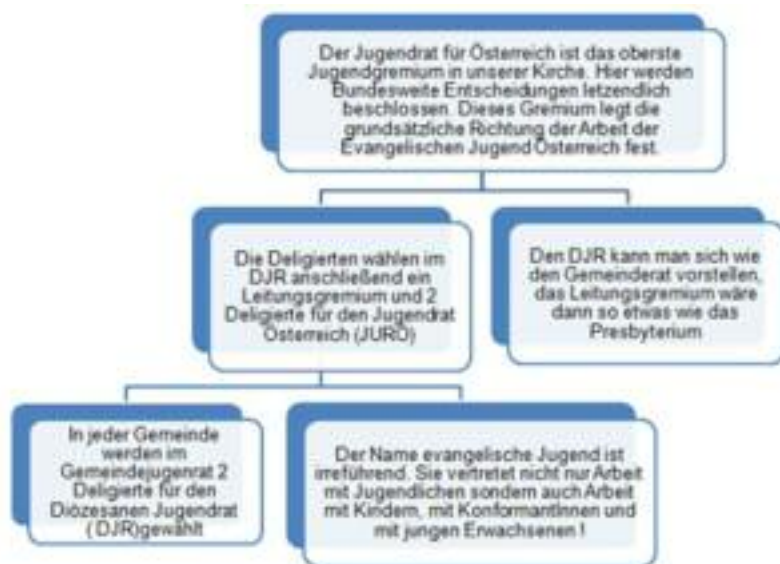 Der Jugendrat für Österreich ist das oberste
Jugendgremium in unserer Kirche. Hier werden
Bundesweite Entscheidungen letzendlich
beschlossen. Dieses Gremium legt die
grundsätzliche Richtung der Arbeit der
Evangelischen Jugend Österreich fest.
Die Deligierten wählen im
DJR anschließend ein
Leitungsgremium und 2
Deligierte für den Jugendrat
Österreich (JURÖ)
Den DJR kann man sich wie
den Gemeinderat vorstellen,
das Leitungsgremium wäre
dann so etwas wie das
Presbyterium
In jeder Gemeinde
werden im
Gemeindejugenrat 2
Deligierte für den
Diözesanen Jugendrat
( DJR)gewählt
Der Name evangelische Jugend ist
irreführend. Sie vertretet nicht nur Arbeit
mit Jugendlichen sondern auch Arbeit
mit Kindern, mit KonformantInnen und
mit jungen Erwachsenen !